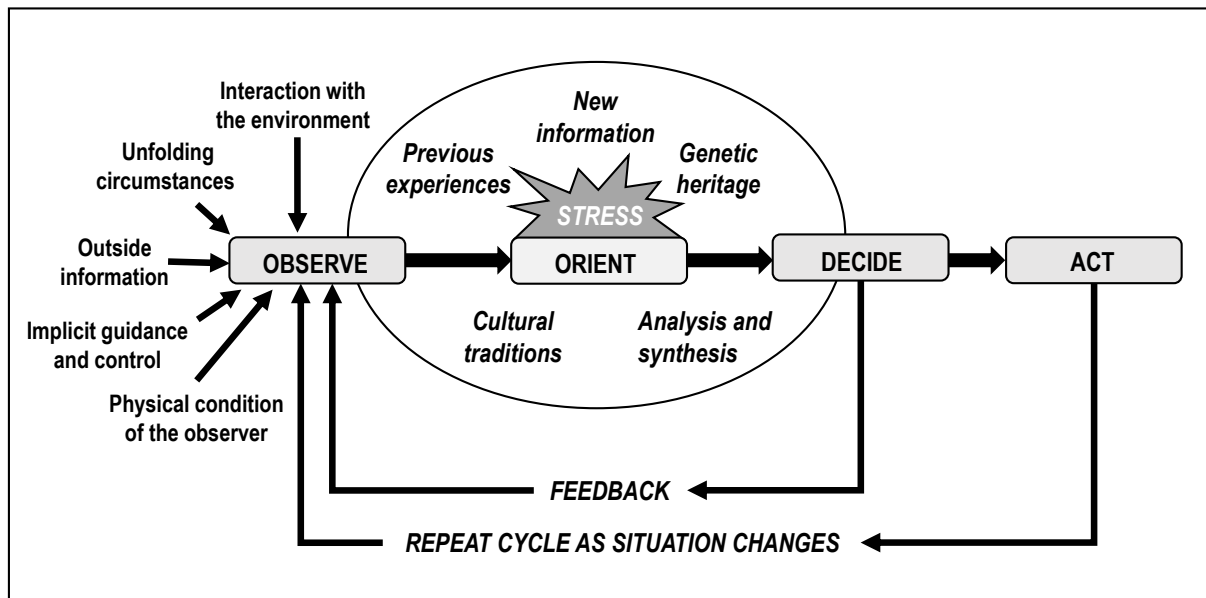 Interaction with
the environment
Unfolding
circumstances
Outside
information
Implicit guidance
and control
Physical condition
of the observer
OBSERVE
New
information
Previous
experiences
Genetic
heritage
STRESS
ORIENT
Cultural
traditions
Analysis and
synthesis
DECIDE
ACT
FEEDBACK
REPEAT CYCLE AS SITUATION CHANGES